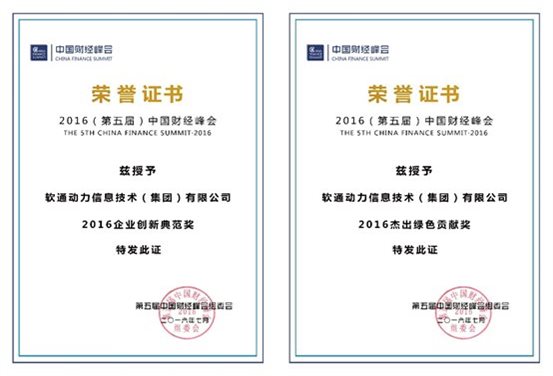 中国财经峰会
CHINA FINANCE SUMMIT
荣誉证书
2016（第五届）中国财经峰会
THE 5TH CHINA FINANCE SUMMIT·2016
兹授予
软通动力信息技术（集团）有限公司
2016企业创新典范奖
特发此证
第五届中国财经峰会组委会
二〇一六年七月
2016
组委会
中国财经峰会
CHINA FINANCE SUMMIT
荣誉证书
2016（第五届）中国财经峰会
THE 5TH CHINA FINANCE SUMMIT·2016
兹授予
软通动力信息技术（集团）有限公司
2016杰出绿色贡献奖
特发此证
第五届中国财经峰会组委会
二〇一六年七月
2016
组委会